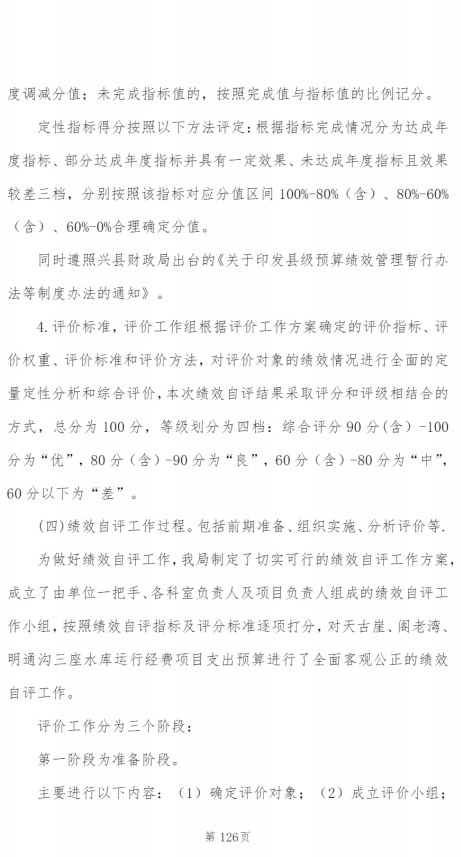 度调减分值；未完成指标值的，按照完成值与指标值的比例记分。
定性指标得分按照以下方法评定：根据指标完成情况分为达成年
度指标、部分达成年度指标并具有一定效果、未达成年度指标且效果
较差三档，分别按照该指标对应分值区间 100%-80%（含）、80%-60%
（含）、60%-0%合理确定分值。
同时遵照兴县财政局出台的《关于印发县级预算绩效管理暂行办
法等制度办法的通知》。
4.评价标准，评价工作组根据评价工作方案确定的评价指标、评
价权重、评价标准和评价方法，对评价对象的绩效情况进行全面的定
量定性分析和综合评价，本次绩效自评结果采取评分和评级相结合的
方式，总分为 100 分，等级划分为四档：综合评分 90 分(含）-100
分为“优”，80 分（含）-90 分为“良”，60 分（含）-80 分为“中”，
60 分以下为“差”。
(四)绩效自评工作过程。包括前期准备、组织实施、分析评价等.
为做好绩效自评工作，我局制定了切实可行的绩效自评工作方案，
成立了由单位一把手、各科室负责人及项目负责人组成的绩效自评工
作小组，按照绩效自评指标及评分标准逐项打分，对天古崖、阁老湾、
明通沟三座水库运行经费项目支出预算进行了全面客观公正的绩效
自评工作。
评价工作分为三个阶段：
第一阶段为准备阶段。
主要进行以下内容：（1）确定评价对象；（2）成立评价小组；
第 126页